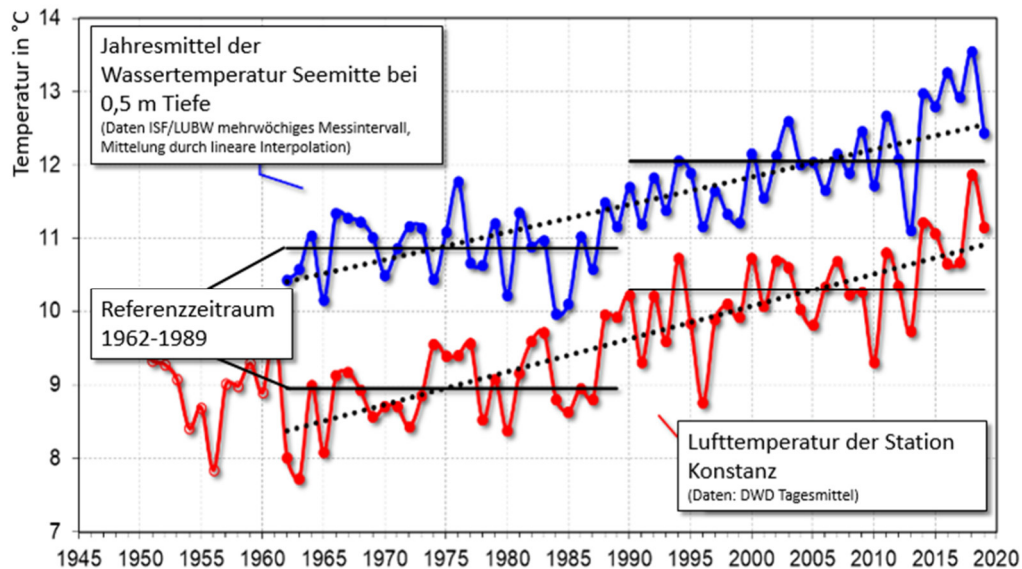 Temperatur in °C
14
13
12
11
10
9
8
7
Jahresmittel der
Wassertemperatur Seemitte bei
0,5 m Tiefe
(Daten ISF/LUBW mehrwöchiges Messintervall,
Mittelung durch lineare Interpolation)
Referenzzeitraum
1962-1989
Lufttemperatur der Station
Konstanz
(Daten: DWD Tagesmittel)
1945 1950 1955 1960 1965 1970 1975 1980 1985 1990 1995 2000 2005 2010 2015 2020